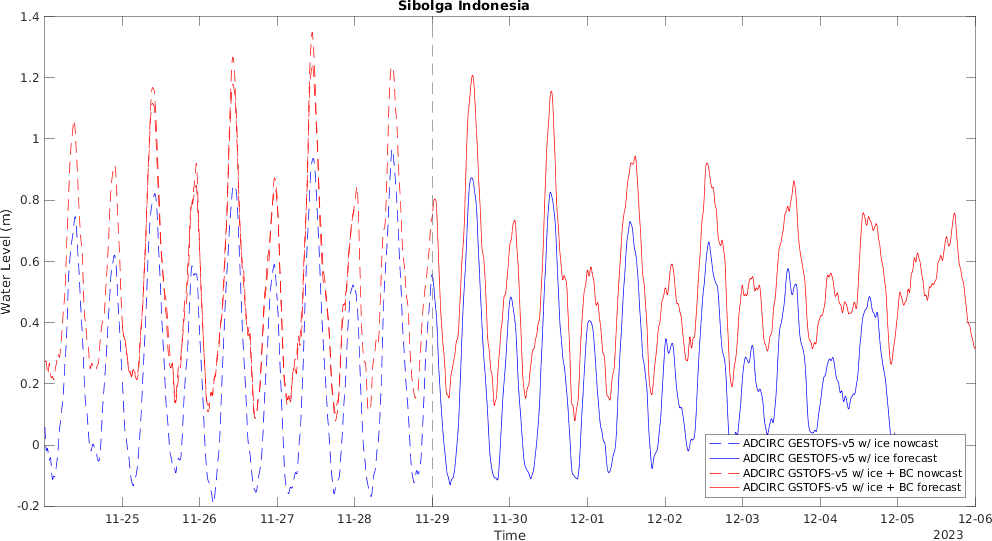 Sibolga Indonesia
1.4
1.2
1
0.8
0.6
0.4
0.2
0
-0.2
Water Level (m)
11-25 11-26 11-27 11-28 11-29 11-30 12-01 12-02 12-03 12-04 12-05 12-06
Time
2023
ADCIRC GESTOFS-v5 w/ ice nowcast
ADCIRC GESTOFS-v5 w/ ice forecast
ADCIRC GSTOFS-v5 w/ ice + BC nowcast
ADCIRC GSTOFS-v5 w/ ice + BC forecast